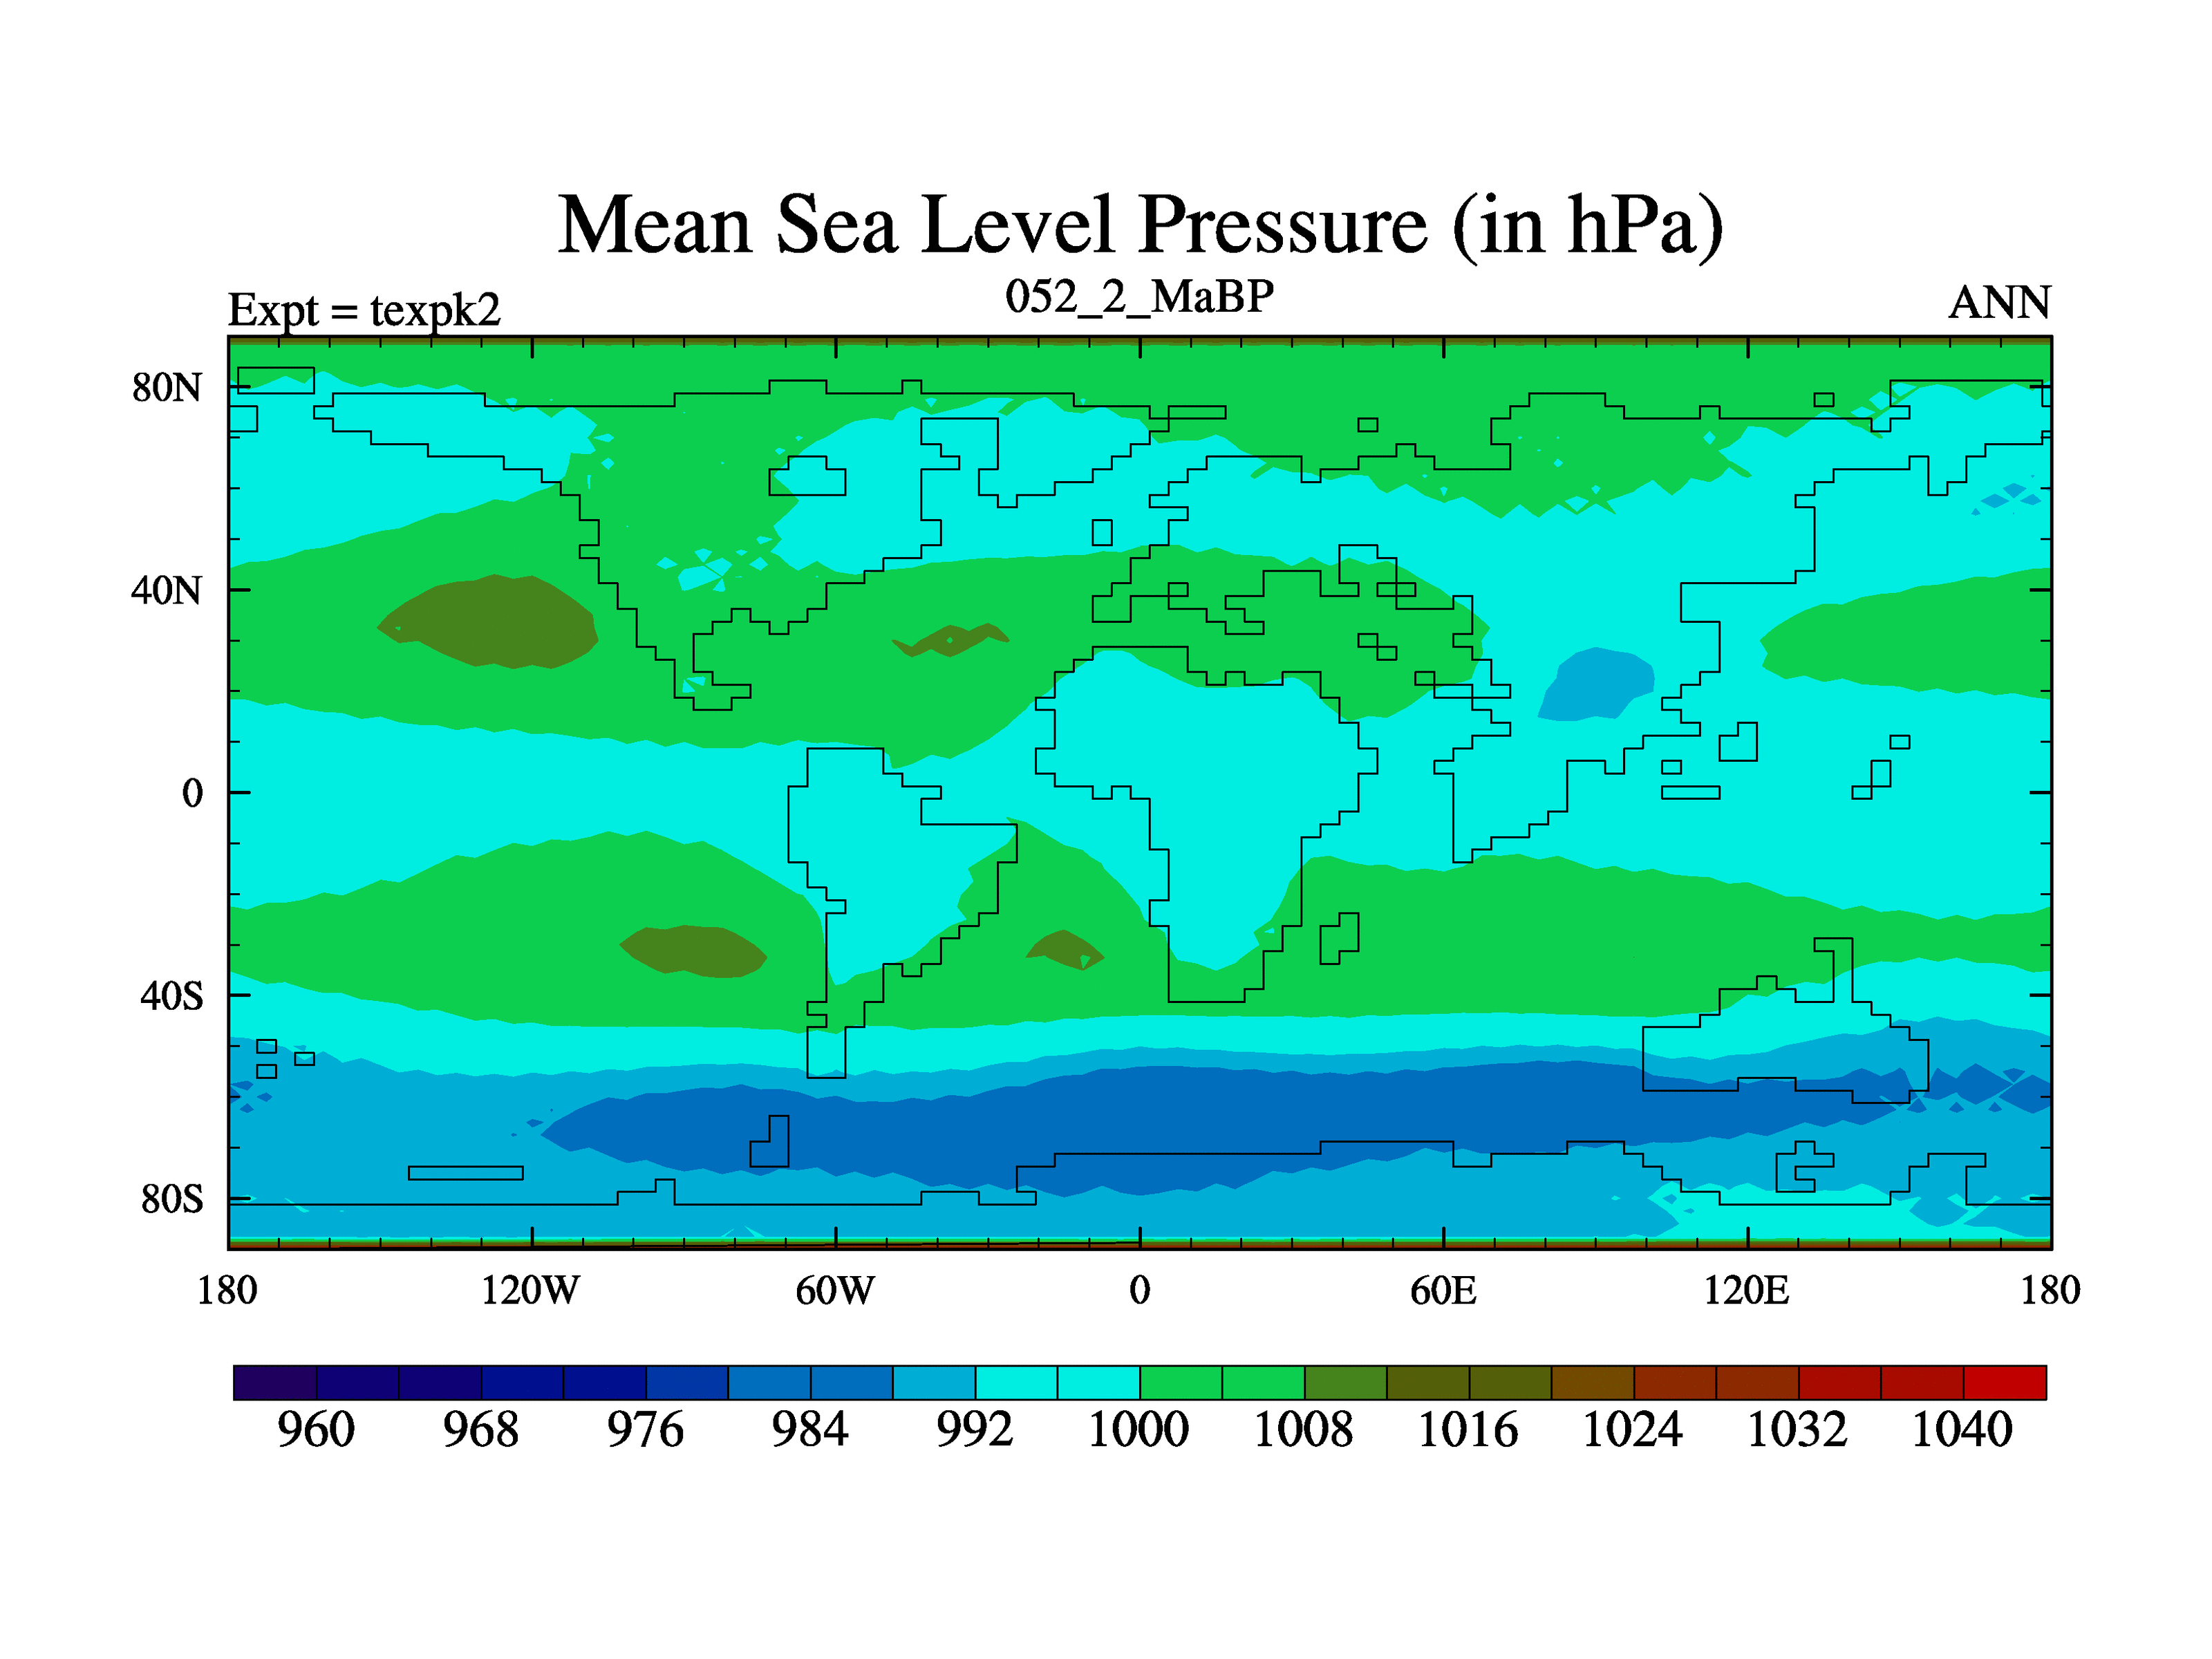 Mean Sea Level Pressure (in hPa)
Expt = texpk2 052_2_MaBP ANN
80N
40N
0
40S
80S
180 120W 60W 0 60E 120E 180
960 968 976 984 992 1000 1008 1016 1024 1032 1040